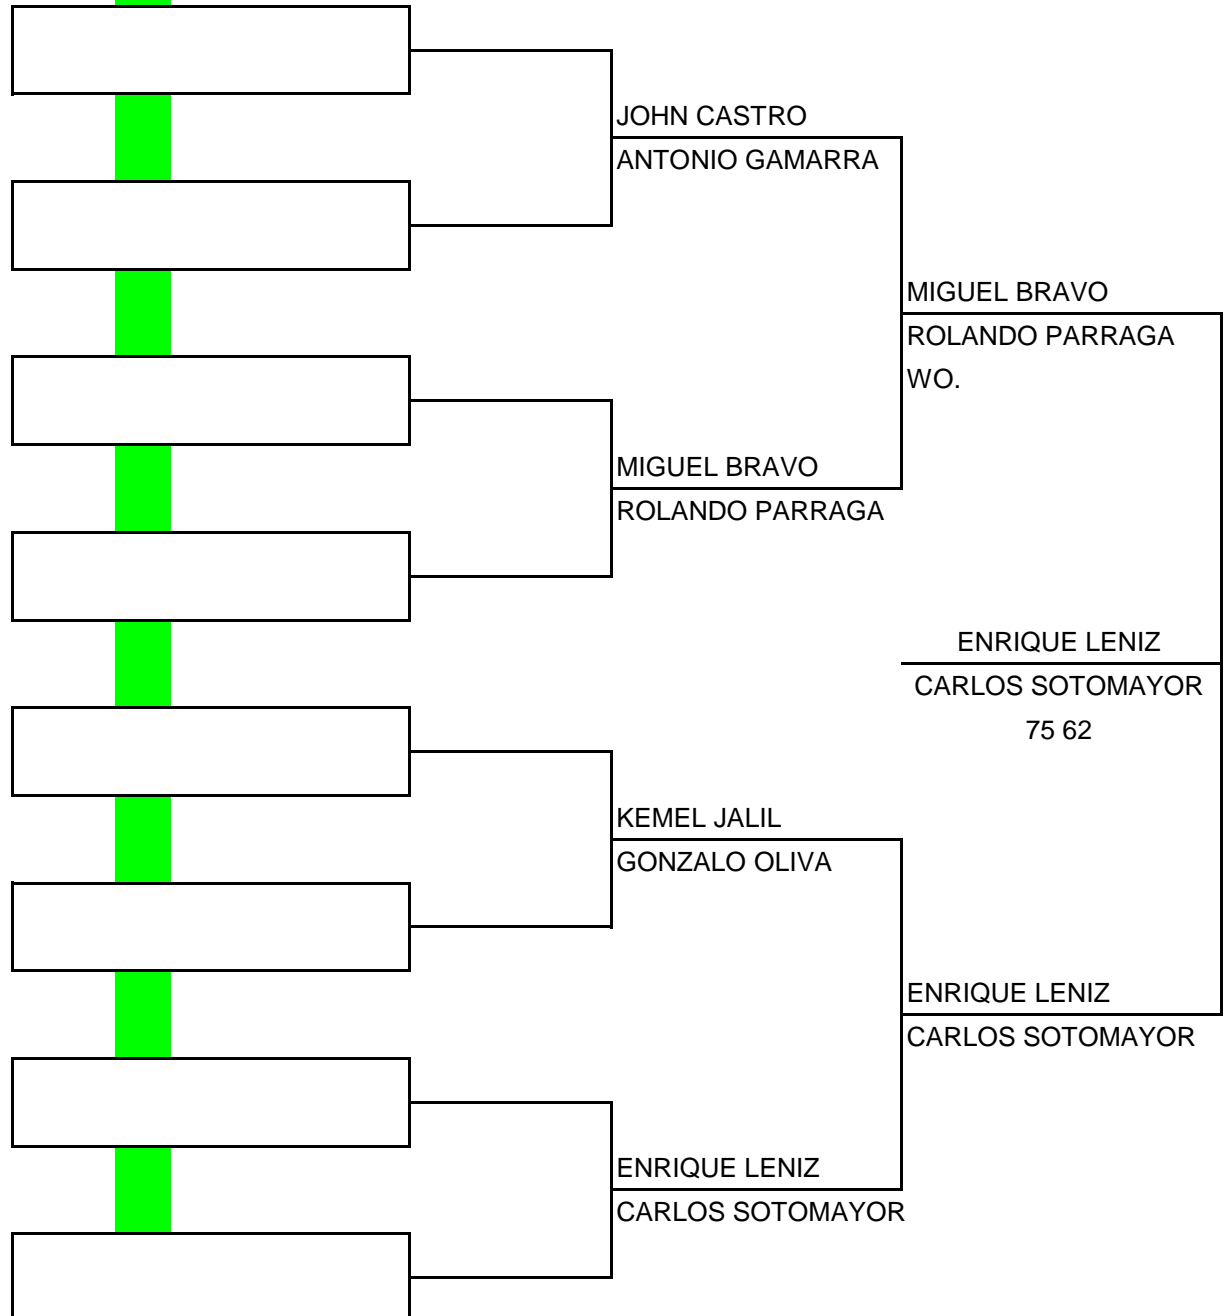 JOHN CASTRO
ANTONIO GAMARRA
MIGUEL BRAVO
ROLANDO PARRAGA
WO.
MIGUEL BRAVO
ROLANDO PARRAGA
ENRIQUE LENIZ
CARLOS SOTOMAYOR
75 62
KEMEL JALIL
GONZALO OLIVA
ENRIQUE LENIZ
CARLOS SOTOMAYOR
ENRIQUE LENIZ
CARLOS SOTOMAYOR